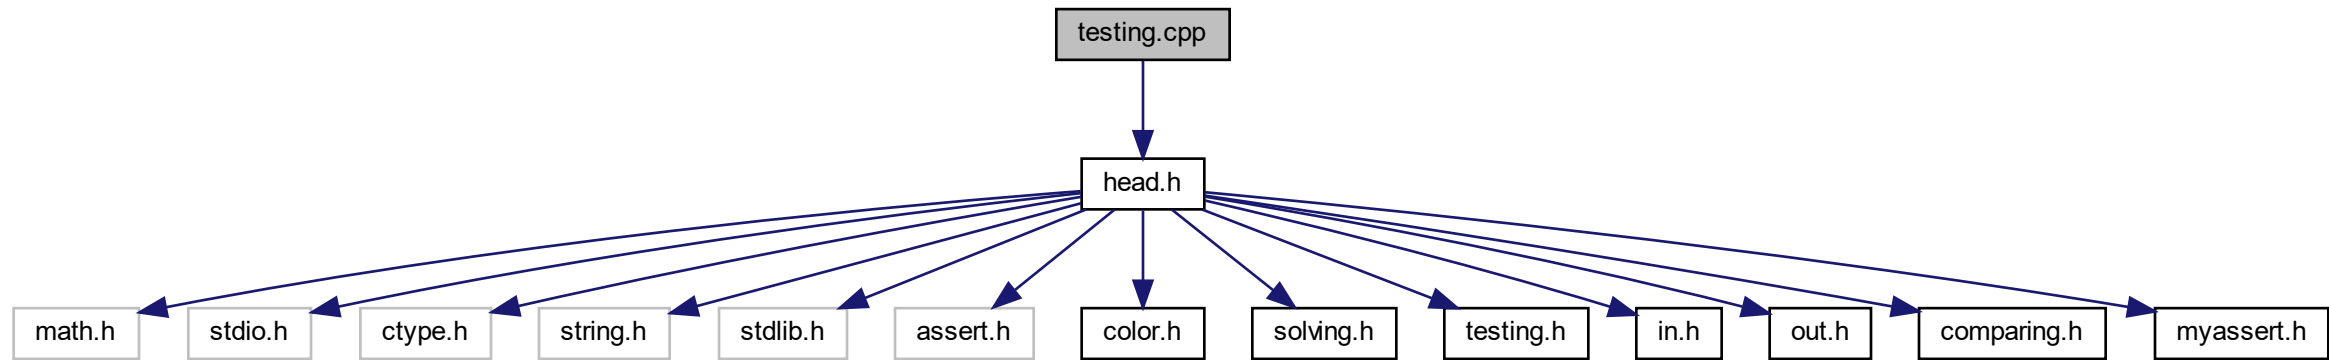 testing.cpp
head.h
math.h
stdio.h
ctype.h
string.h
stdlib.h
assert.h
color.h
solving.h
testing.h
in.h
out.h
comparing.h
myassert.h